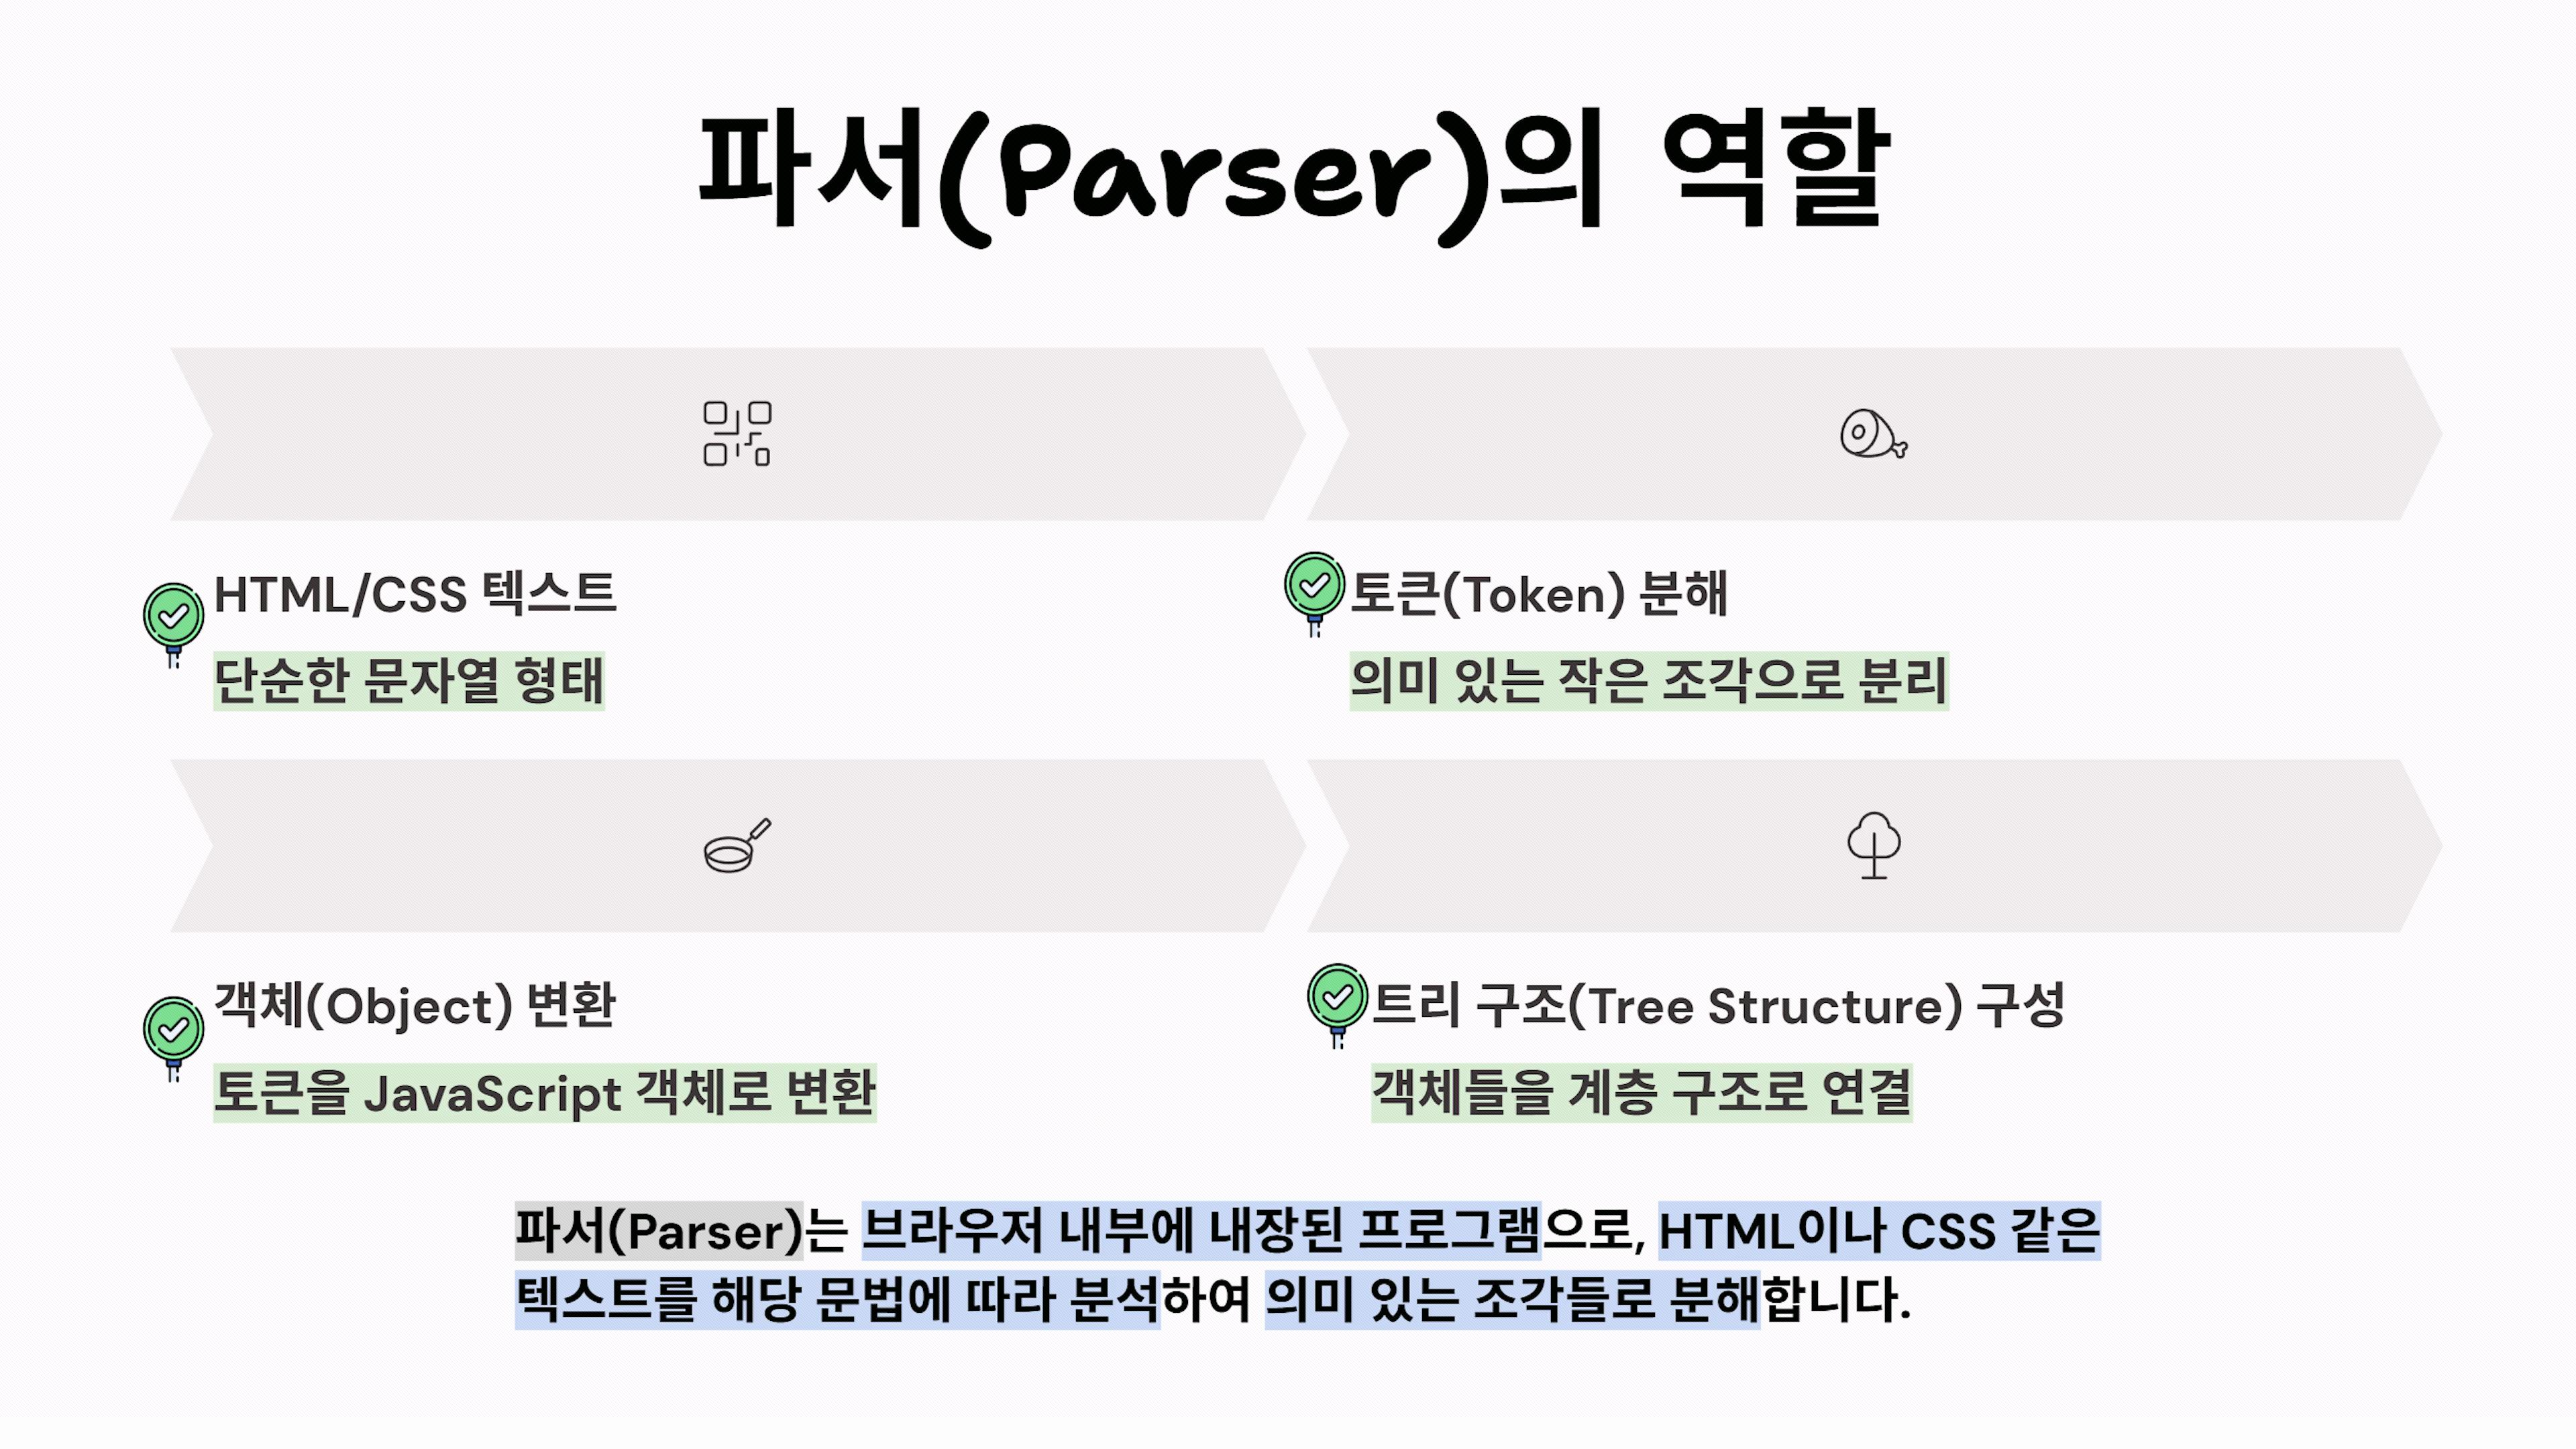 파서(Parser)의 역할
HTML/CSS 텍스트
단순한 문자열 형태
토큰(Token) 분해
의미 있는 작은 조각으로 분리
객체(Object) 변환
토큰을 JavaScript 객체로 변환
트리 구조(Tree Structure) 구성
객체들을 계층 구조로 연결
파서(Parser)는 브라우저 내부에 내장된 프로그램으로, HTML이나 CSS 같은
텍스트를 해당 문법에 따라 분석하여 의미 있는 조각들로 분해합니다.